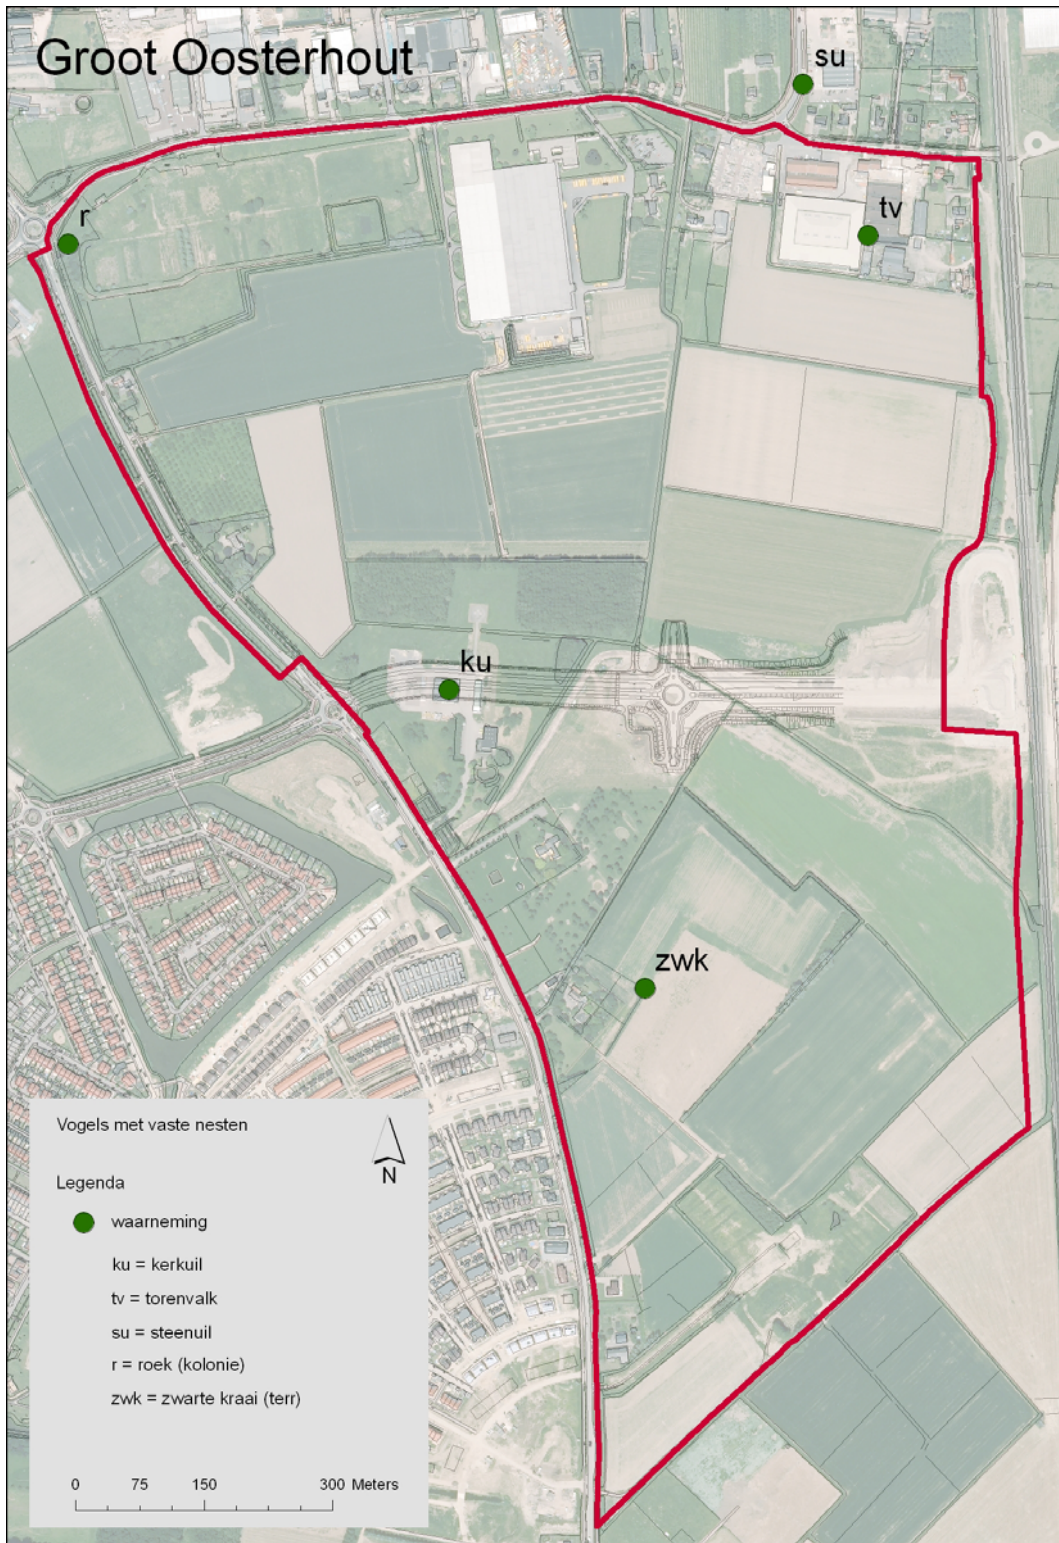 Groot Oosterhout
su
r
tv
ku
zwk
Vogels met vaste nesten
N
Legenda
waarneming
ku = kerkuil
tv = torenvalk
su = steenuil
r = roek (kolonie)
zwk = zwarte kraai (terr)
0 75 150 300 Meters